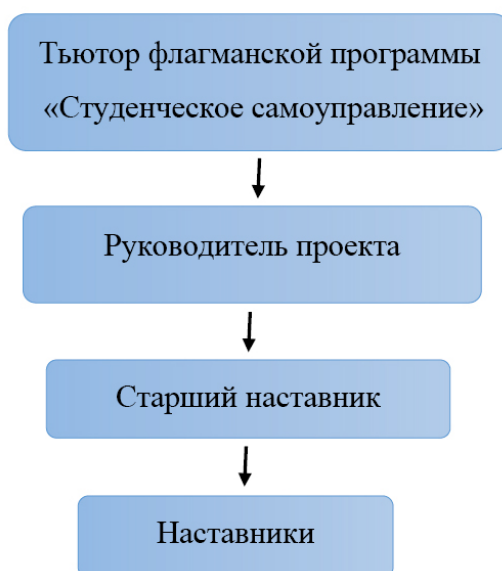 Тьютор флагманской программы
«Студенческое самоуправление»
Руководитель проекта
Старший наставник
Наставники